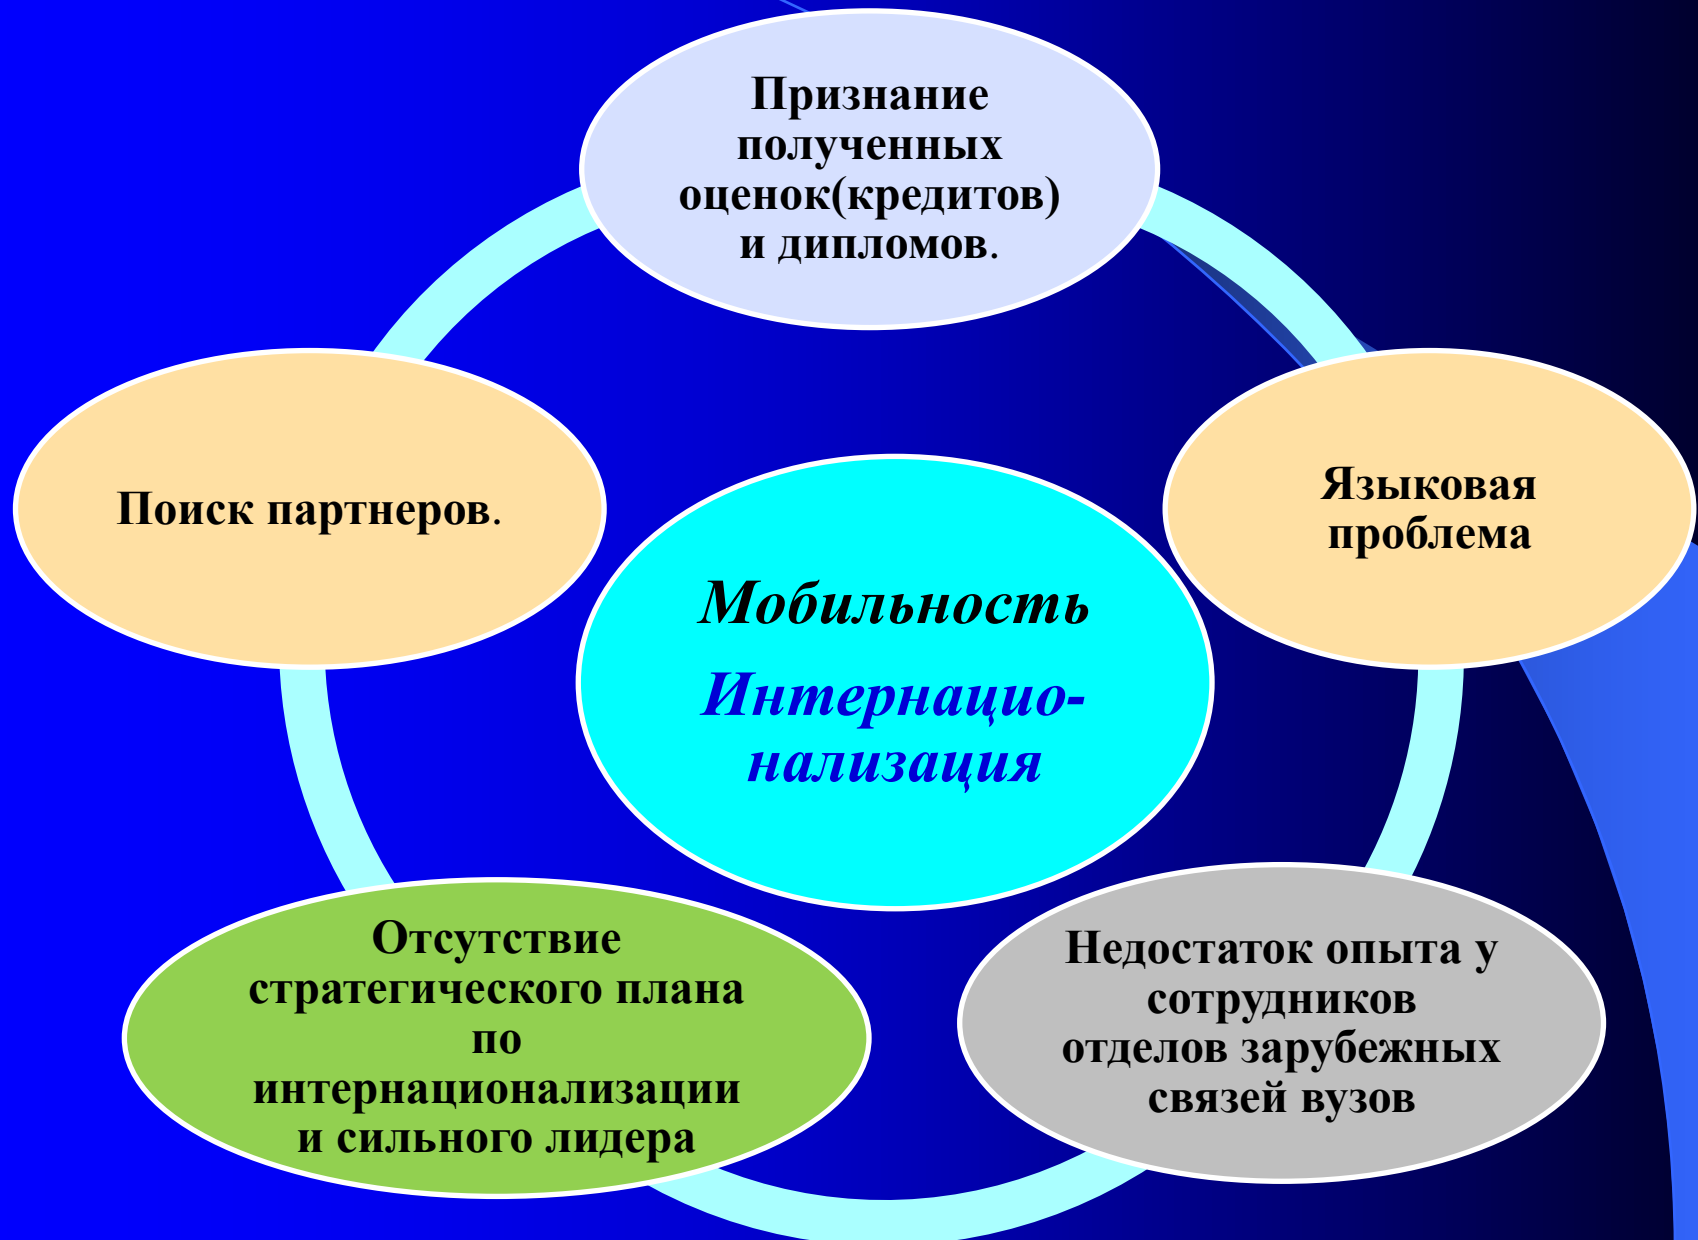 Признание
полученных
оценок(кредитов)
и дипломов.
Поиск партнеров.
Языковая
проблема
Мобильность
Интернацио-
нализация
Отсутствие
стратегического плана
по
интернационализации
и сильного лидера
Недостаток опыта у
сотрудников
отделов зарубежных
связей вузов